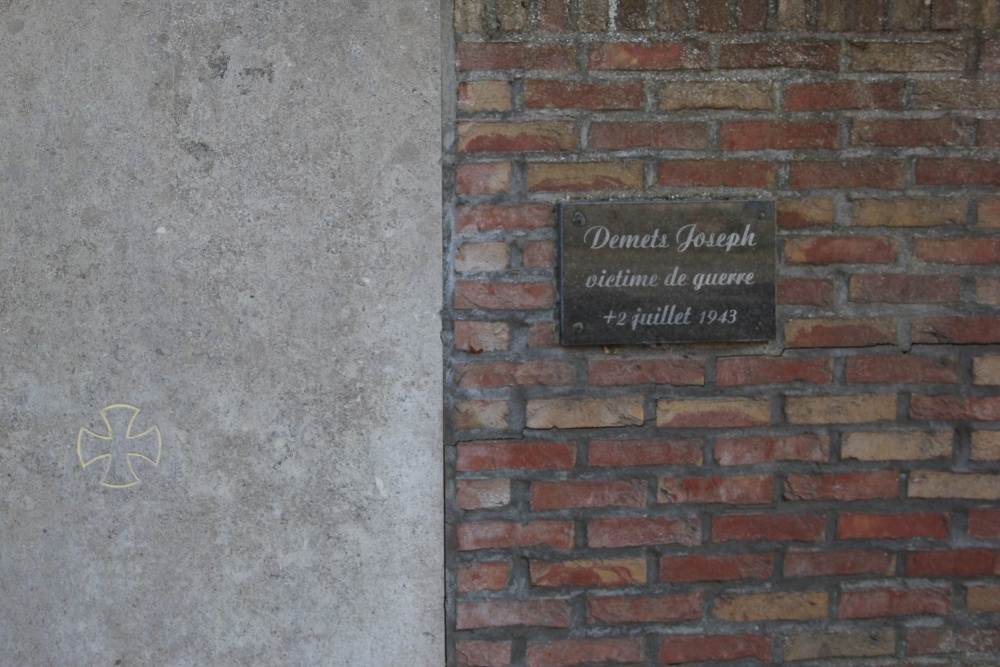 Demets Joseph
victime de guerre
+2 juillet 1943